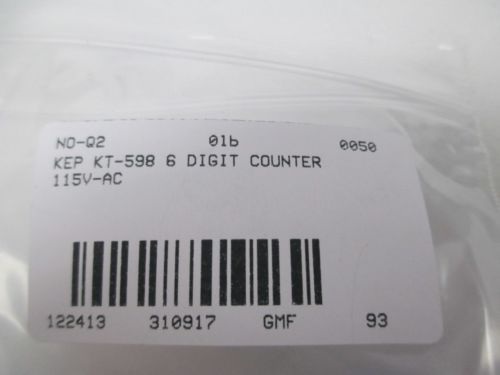 NO-Q2 01b 0050
KEP KT-598 6 DIGIT COUNTER
115V-AC
122413 310917 GMF 93